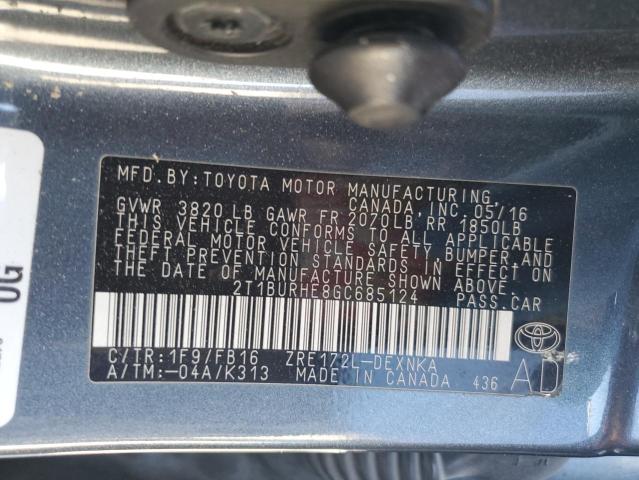 MFD.BY:TOYOTA MOTOR MANUFACTURING,
CANADA, INC. 05/16
GVWR 3820 LB GAWR FR 2070LB RR 1850LB
THIS VEHICLE CONFORMS TO ALL APPLICABLE
FEDERAL MOTOR VEHICLE SAFETY, BUMPER, AND
THEFT PREVENTION STANDARDS IN EFFECT ON
THE DATE OF MANUFACTURE SHOWN ABOVE.
2T1BURHE8GC685124 PASS.CAR
C/TR:1F9/FB16 ZRE172L-DEXNKA
A/TM:-04A/K313 MADE IN CANADA 436
TOYOTA
AD
OG